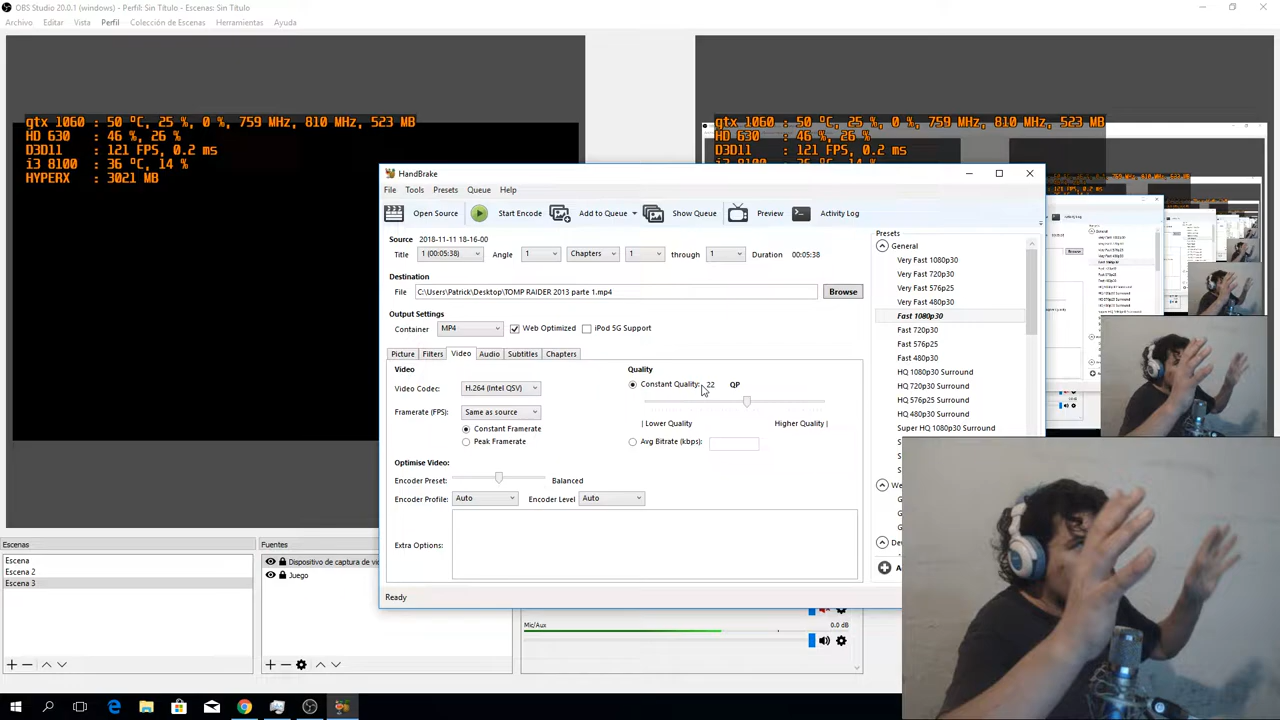 OBS Studio 20.0.1 (windows) - Perfil: Sin Título - Escenas: Sin Título
Archivo Editar Vista Perfil Colección de Escenas Herramientas Ayuda
gtx 1060 : 50 ºC, 25 %, 0 %, 759 MHz, 810 MHz, 523 MB
HD 630 : 46 %, 26 %
D3D11 : 121 FPS, 0.2 ms
i3 8100 : 36 ºC, 14 %
HYPERX : 3021 MB
gtx 1060 : 50 ºC, 25 %, 0 %, 759 MHz, 810 MHz, 523 MB
HD 630 : 46 %, 26 %
D3D11 : 121 FPS, 0.2 ms
i3 8100 : 36 ºC, 14 %
HandBrake
File Tools Presets Queue Help
Open Source Start Encode Add to Queue Show Queue Preview Activity Log
Source 2018-11-11 18-16-00
Title 1 (00:05:38) Angle 1 Chapters 1 through 1 Duration 00:05:38
Destination
File C:\Users\Patrick\Desktop\TOMP RAIDER 2013 parte 1.mp4 Browse
Output Settings
Container MP4 Web Optimized iPod 5G Support
Picture Filters Video Audio Subtitles Chapters
Video
Video Codec: H.264 (Intel QSV)
Framerate (FPS): Same as source
Constant Framerate
Peak Framerate
Quality
Constant Quality: 22 QP
| Lower Quality Higher Quality |
Avg Bitrate (kbps):
Optimise Video:
Encoder Preset: Balanced
Encoder Profile: Auto Encoder Level Auto
Extra Options:
Ready
Presets
General
Very Fast 1080p30
Very Fast 720p30
Very Fast 576p25
Very Fast 480p30
Fast 1080p30
Fast 720p30
Fast 576p25
Fast 480p30
HQ 1080p30 Surround
HQ 720p30 Surround
HQ 576p25 Surround
HQ 480p30 Surround
Super HQ 1080p30 Surround
Escenas
Escena
Escena 2
Escena 3
Fuentes
Dispositivo de captura de
Juego
Mic/Aux 0.0 dB